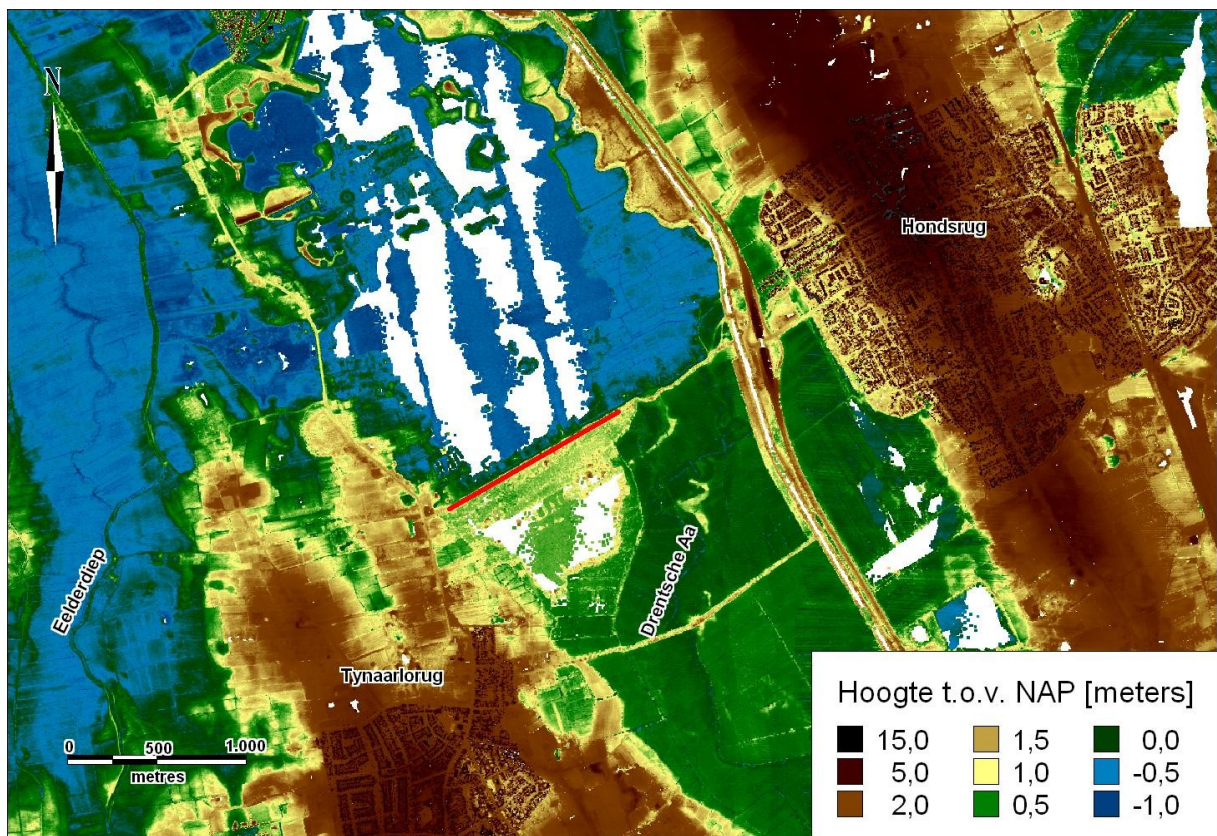 N
Hondsrug
Eelderdiep
Drentsche Aa
Tynaarlorug
0 500 1.000
metres
Hoogte t.o.v. NAP [meters]
15,0 1,5 0,0
5,0 1,0 -0,5
2,0 0,5 -1,0